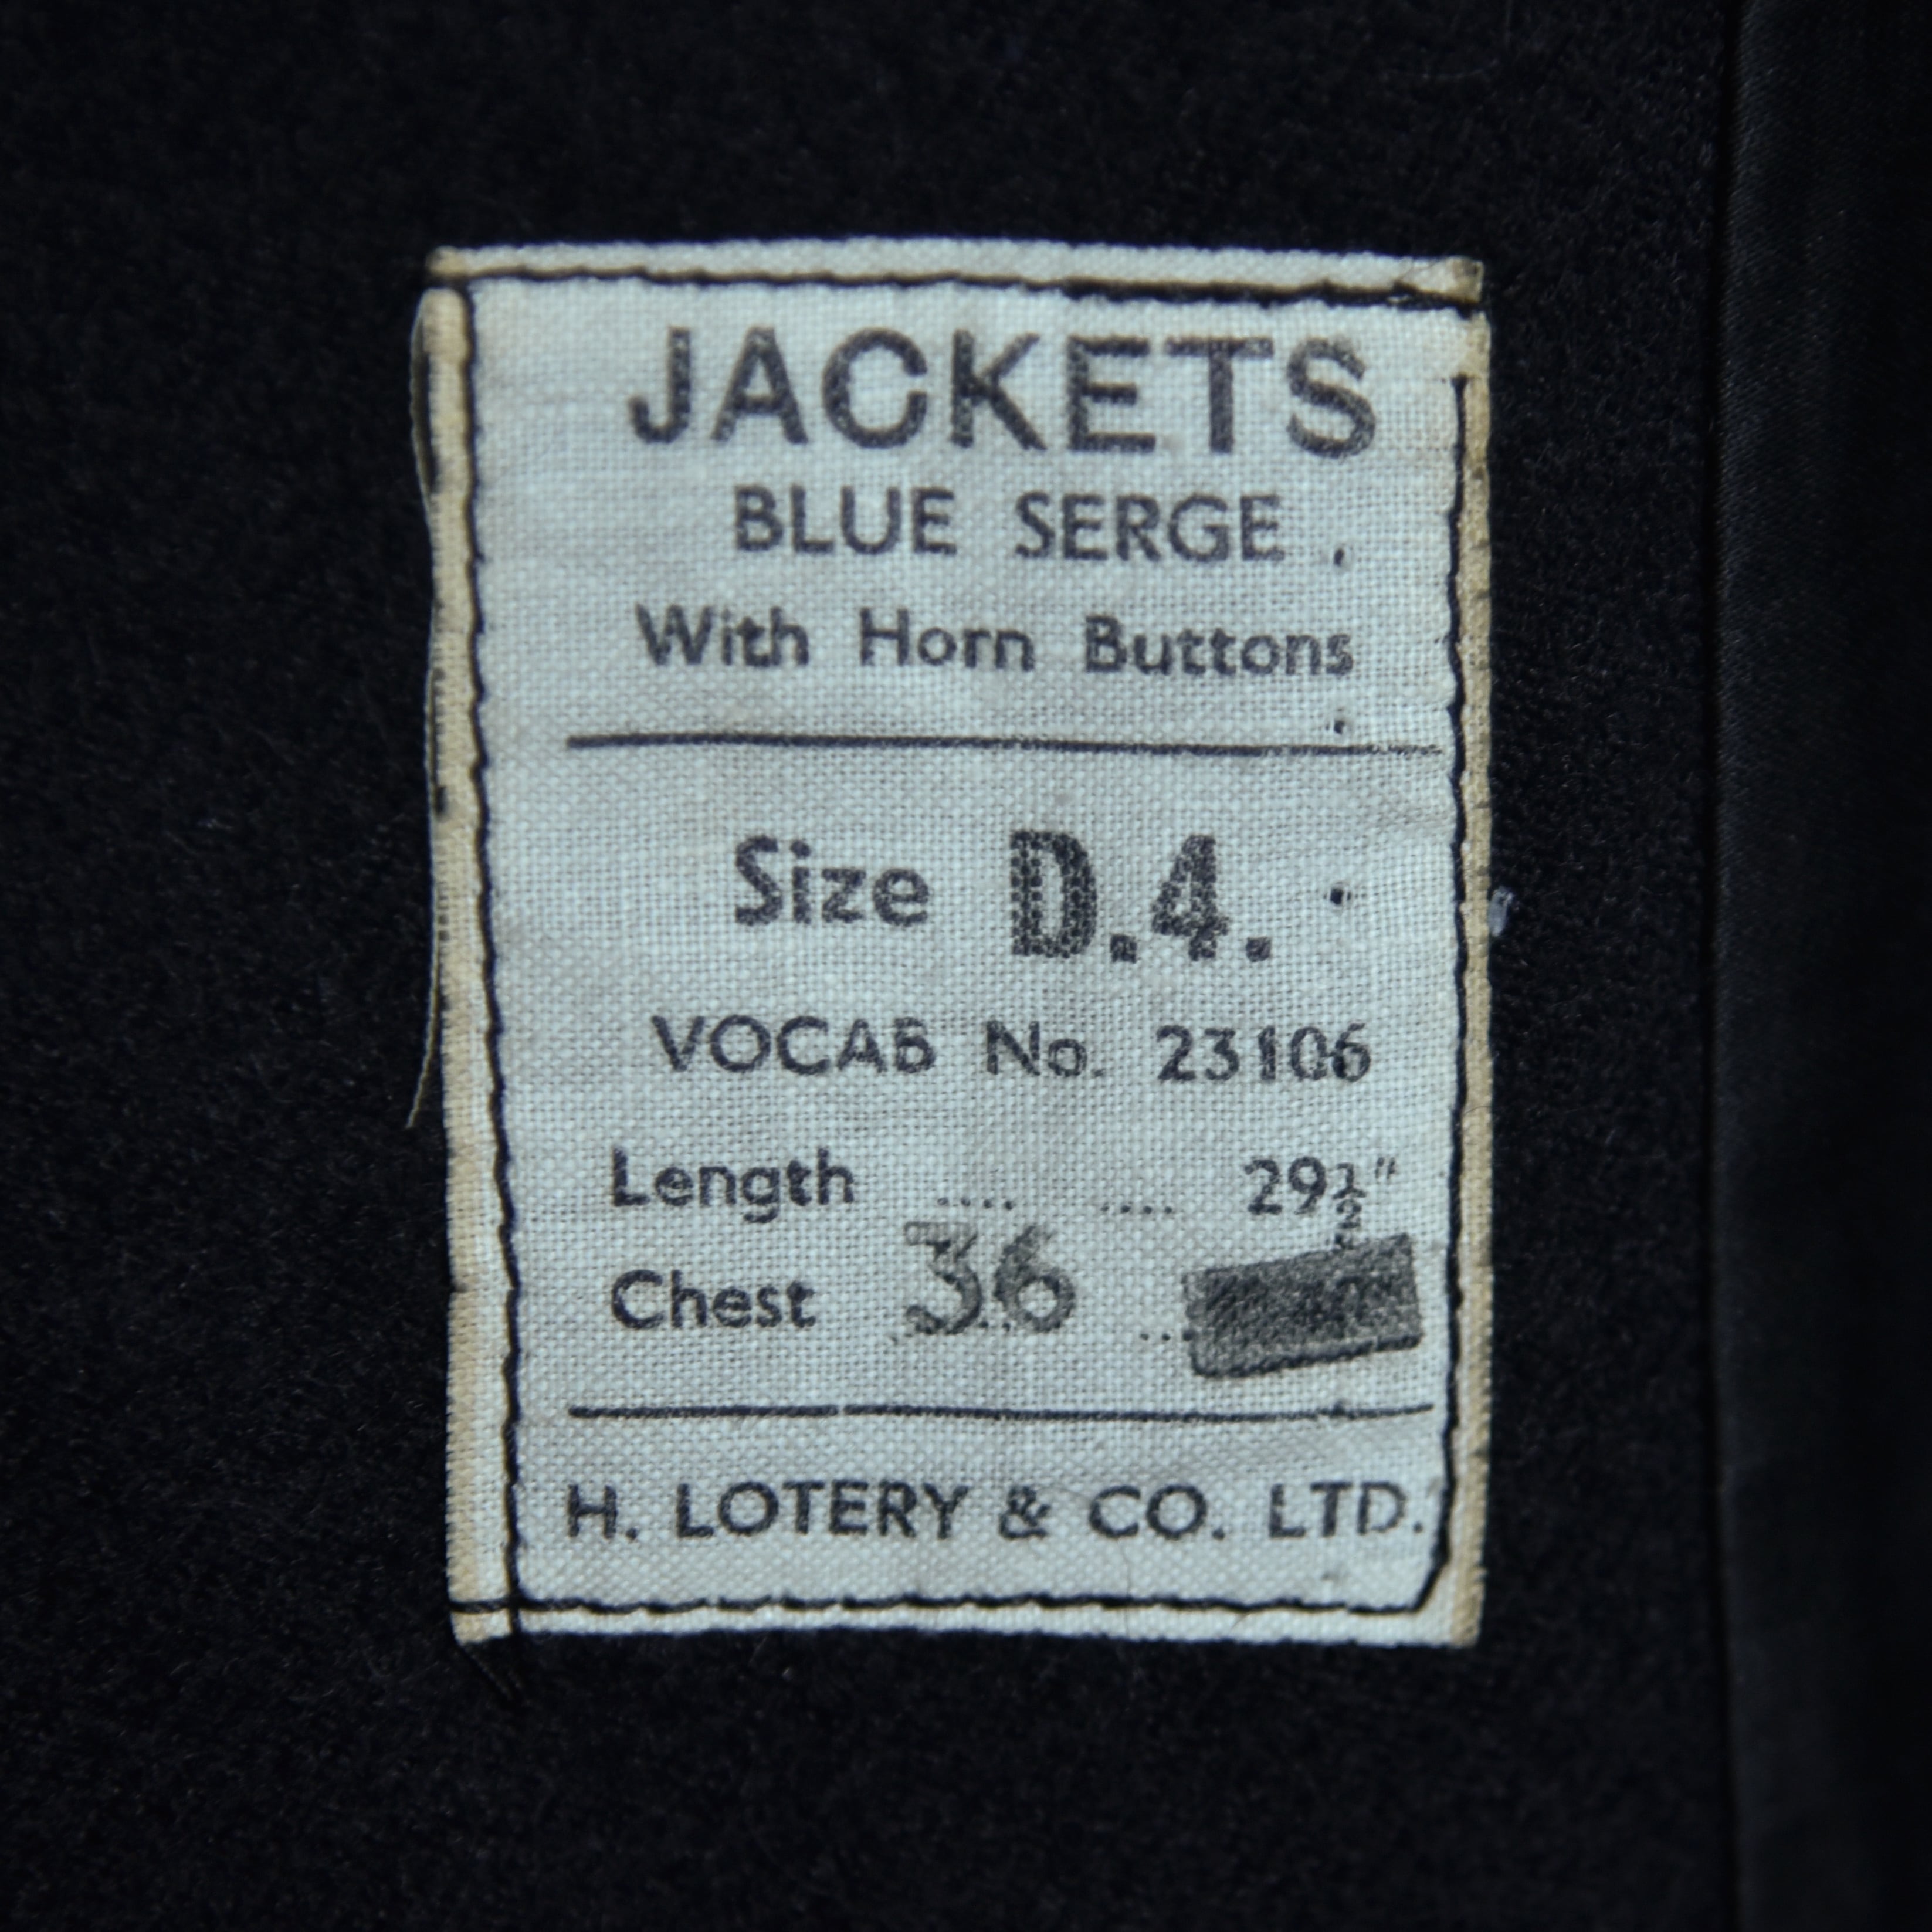 JACKETS
BLUE SERGE
With Horn Buttons
Size D.4.
VOCAB No. 23106
Length .... .... 29½"
Chest 36 ...
H. LOTERY & CO. LTD.